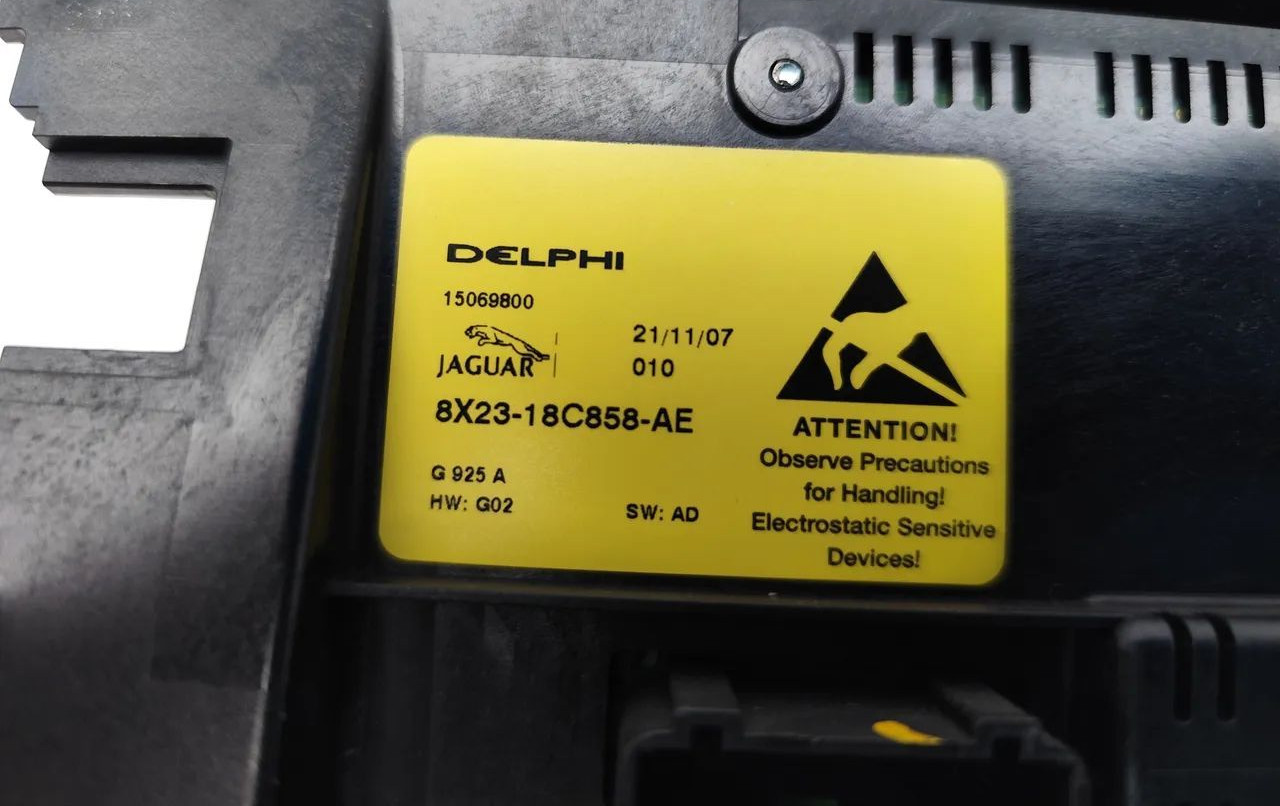 DELPHI
15069800
JAGUAR
21/11/07
010
8X23-18C858-AE
G 925 A
HW: G02
SW: AD
ATTENTION!
Observe Precautions
for Handling!
Electrostatic Sensitive
Devices!